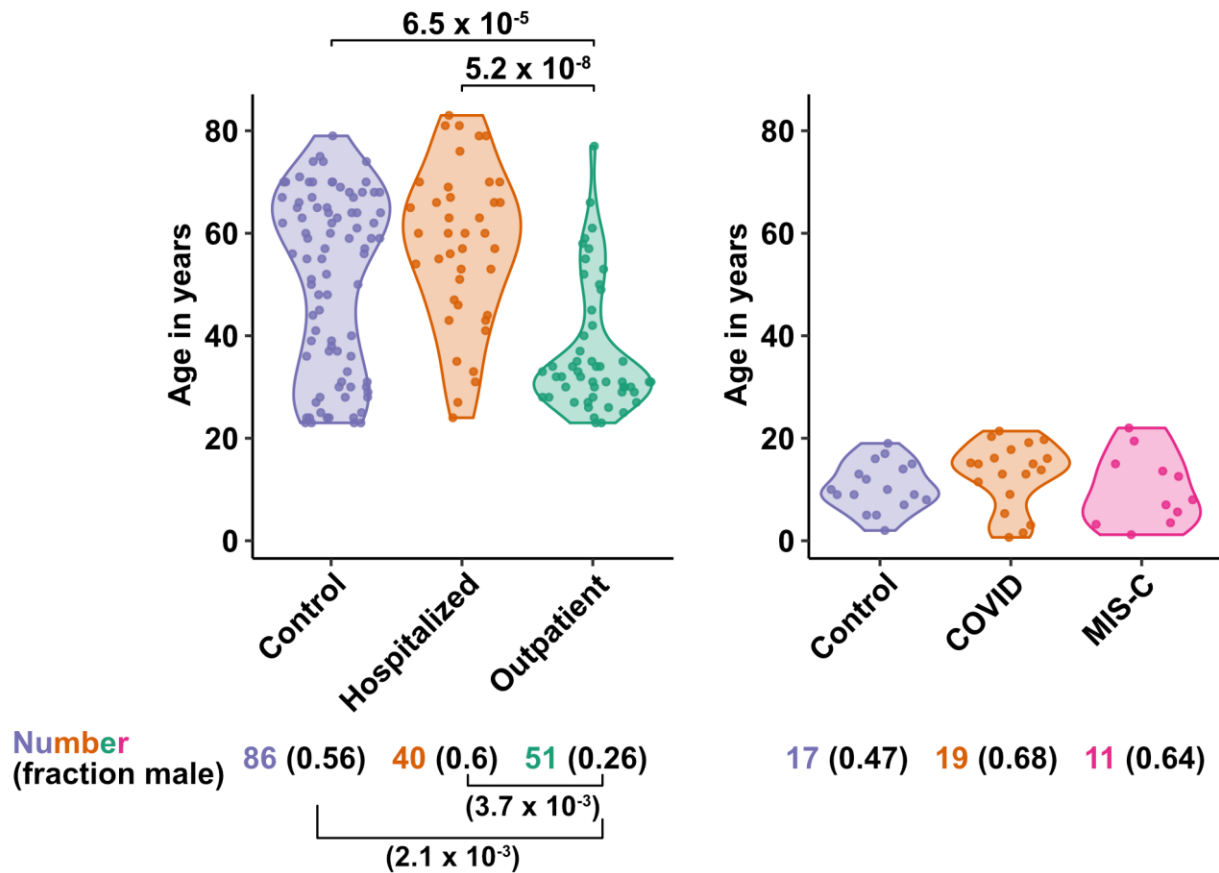 6.5 x 10⁻⁵
5.2 x 10⁻⁸
Age in years
80
60
40
20
0
Control
Hospitalized
Outpatient
Age in years
80
60
40
20
0
Control
COVID
MIS-C
Number
(fraction male)
86 (0.56) 40 (0.6) 51 (0.26) 17 (0.47) 19 (0.68) 11 (0.64)
(3.7 x 10⁻³)
(2.1 x 10⁻³)